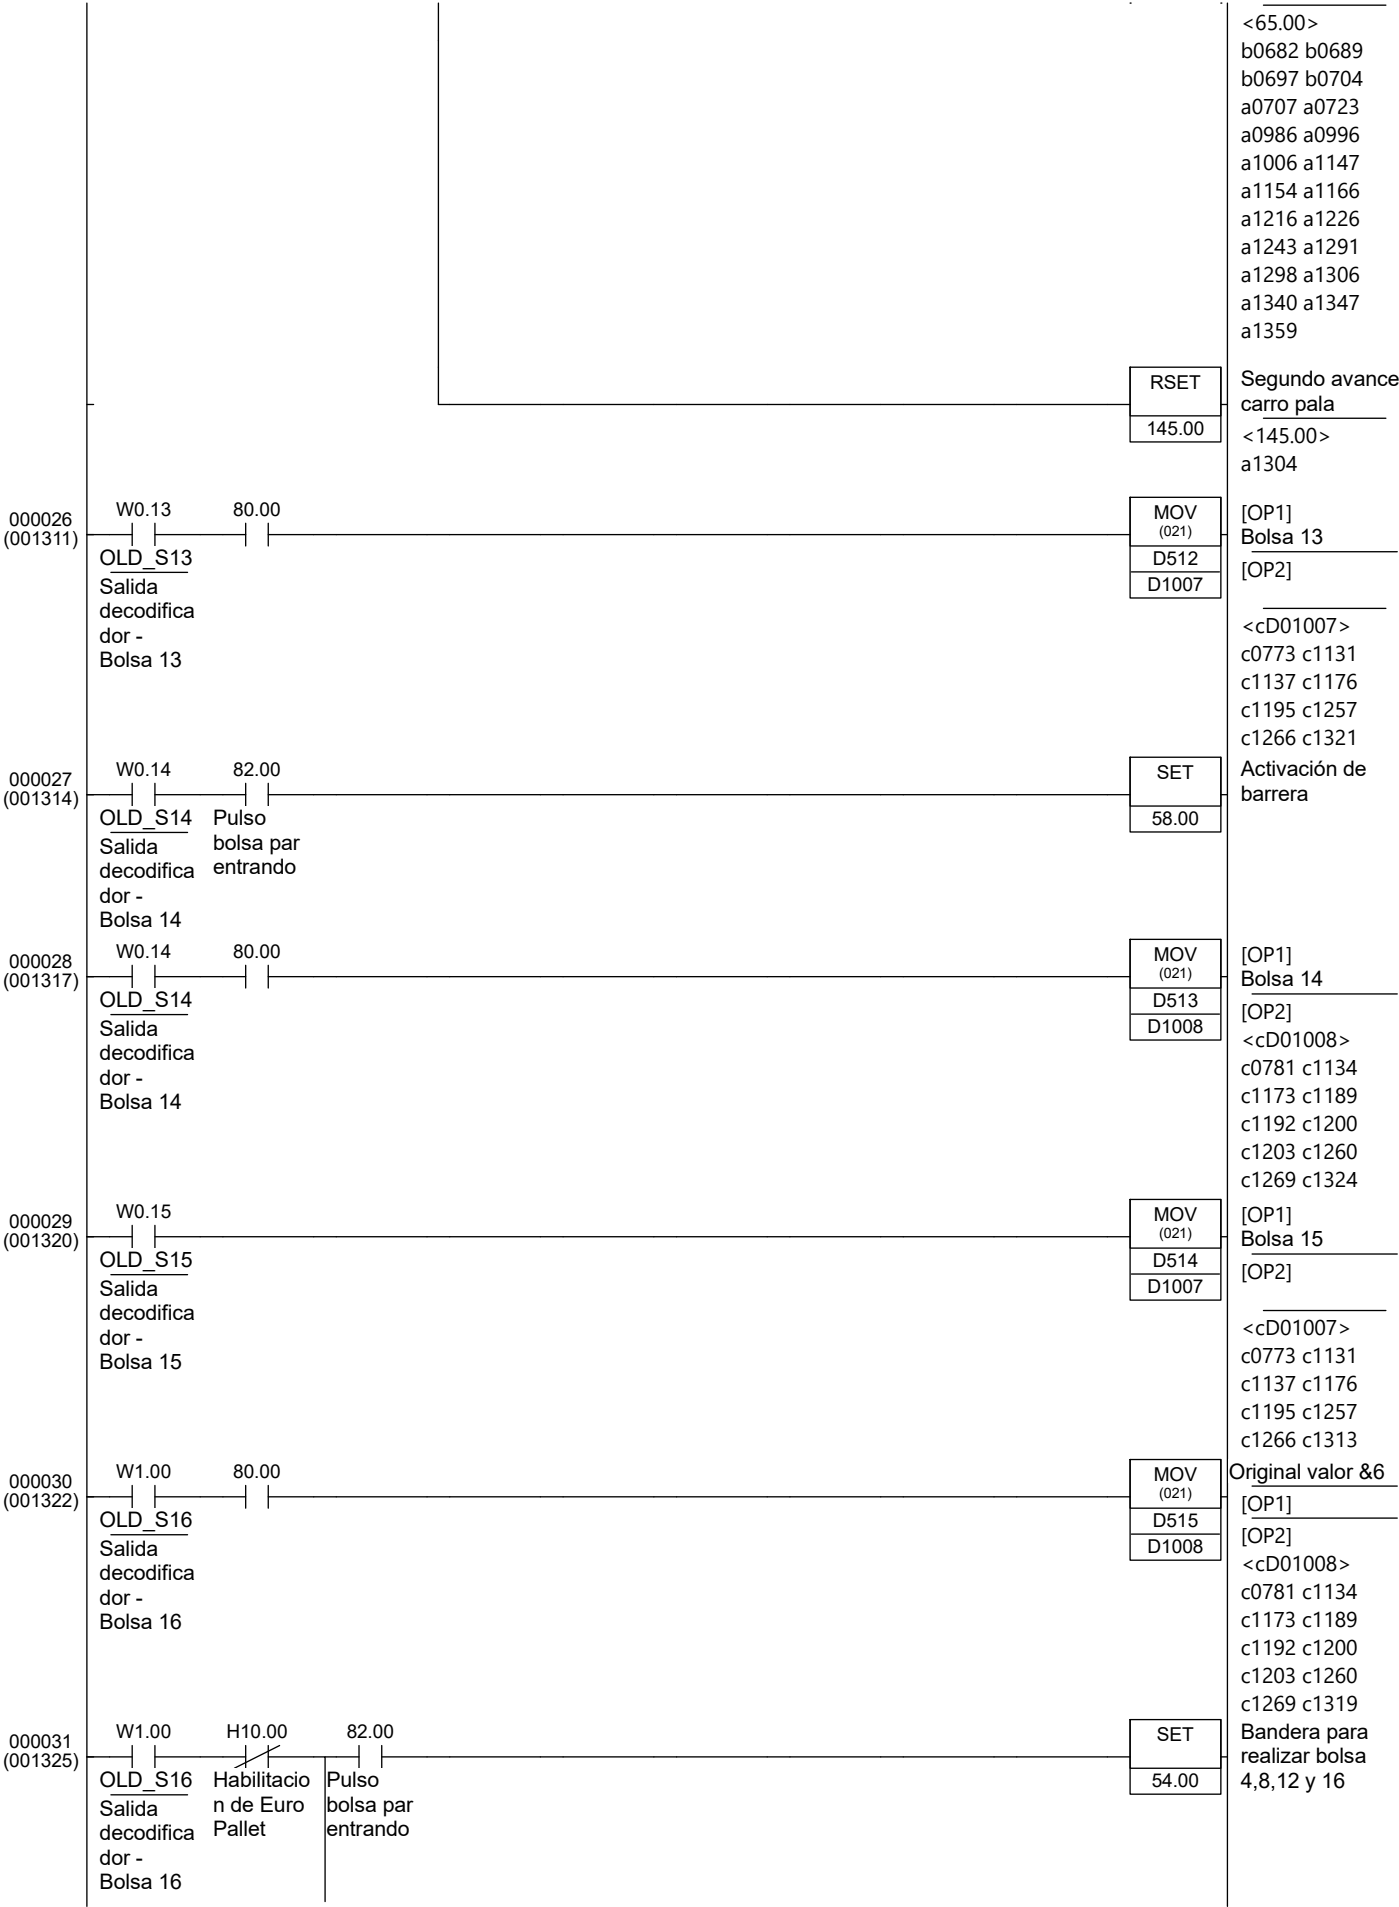 <65.00>
b0682 b0689
b0697 b0704
a0707 a0723
a0986 a0996
a1006 a1147
a1154 a1166
a1216 a1226
a1243 a1291
a1298 a1306
a1340 a1347
a1359
RSET
145.00
Segundo avance
carro pala
<145.00>
a1304
000026
(001311)
W0.13
80.00
OLD_S13
Salida
decodifica
dor -
Bolsa 13
MOV
(021)
D512
D1007
[OP1]
Bolsa 13
[OP2]
<cD01007>
c0773 c1131
c1137 c1176
c1195 c1257
c1266 c1321
000027
(001314)
W0.14
82.00
OLD_S14
Salida
decodifica
dor -
Bolsa 14
Pulso
bolsa par
entrando
SET
58.00
Activación de
barrera
000028
(001317)
W0.14
80.00
OLD_S14
Salida
decodifica
dor -
Bolsa 14
MOV
(021)
D513
D1008
[OP1]
Bolsa 14
[OP2]
<cD01008>
c0781 c1134
c1173 c1189
c1192 c1200
c1203 c1260
c1269 c1324
000029
(001320)
W0.15
OLD_S15
Salida
decodifica
dor -
Bolsa 15
MOV
(021)
D514
D1007
[OP1]
Bolsa 15
[OP2]
<cD01007>
c0773 c1131
c1137 c1176
c1195 c1257
c1266 c1313
000030
(001322)
W1.00
80.00
OLD_S16
Salida
decodifica
dor -
Bolsa 16
MOV
(021)
D515
D1008
Original valor &6
[OP1]
[OP2]
<cD01008>
c0781 c1134
c1173 c1189
c1192 c1200
c1203 c1260
c1269 c1319
000031
(001325)
W1.00
H10.00
82.00
OLD_S16
Salida
decodifica
dor -
Bolsa 16
Habilitacio
n de Euro
Pallet
Pulso
bolsa par
entrando
SET
54.00
Bandera para
realizar bolsa
4,8,12 y 16